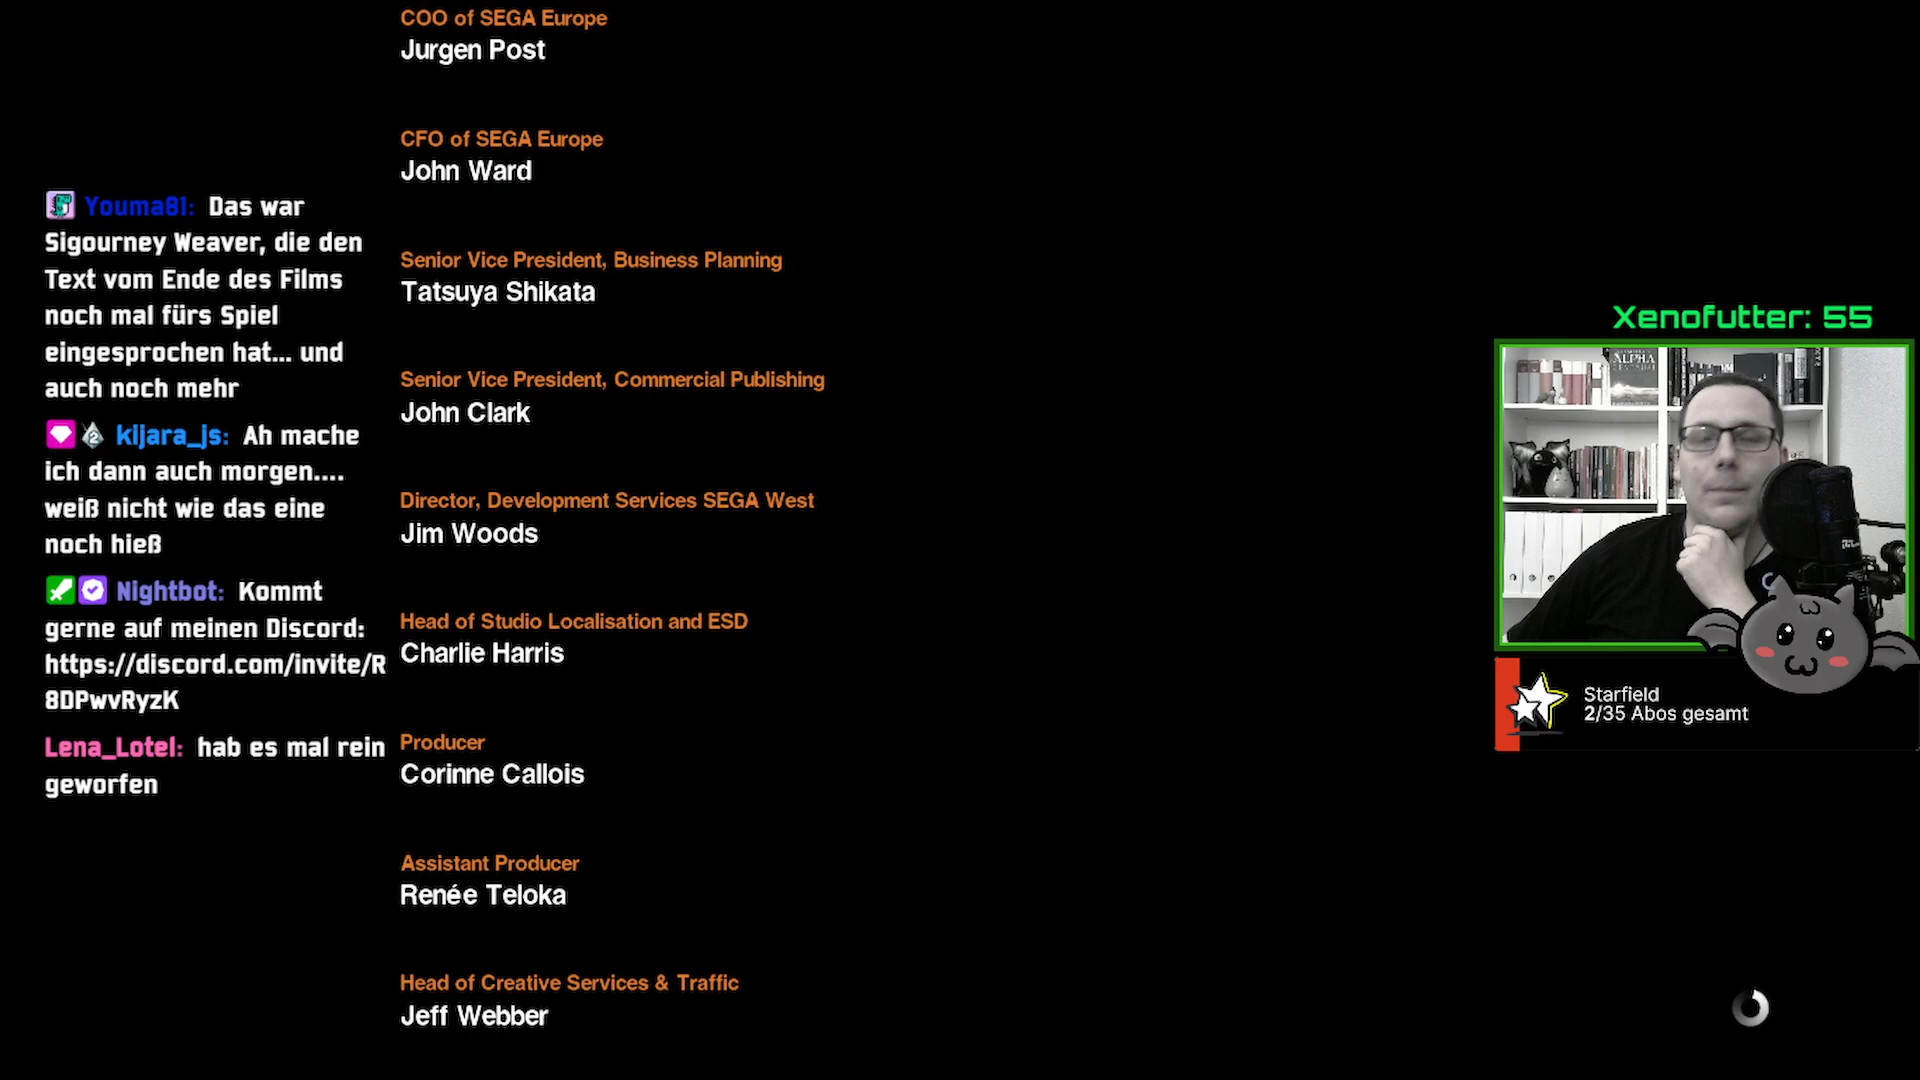 COO of SEGA Europe
Jurgen Post
CFO of SEGA Europe
John Ward
Senior Vice President, Business Planning
Tatsuya Shikata
Senior Vice President, Commercial Publishing
John Clark
Director, Development Services SEGA West
Jim Woods
Head of Studio Localisation and ESD
Charlie Harris
Producer
Corinne Callois
Assistant Producer
Renée Teloka
Head of Creative Services & Traffic
Jeff Webber
Youma81: Das war
Sigourney Weaver, die den
Text vom Ende des Films
noch mal fürs Spiel
eingesprochen hat... und
auch noch mehr
2 kijara_js: Ah mache
ich dann auch morgen....
weiß nicht wie das eine
noch hieß
Nightbot: Kommt
gerne auf meinen Discord:
https://discord.com/invite/R
8DPwvRyzK
Lena_Lotel: hab es mal rein
geworfen
Xenofutter: 55
ALPHA
Starfield
2/35 Abos gesamt